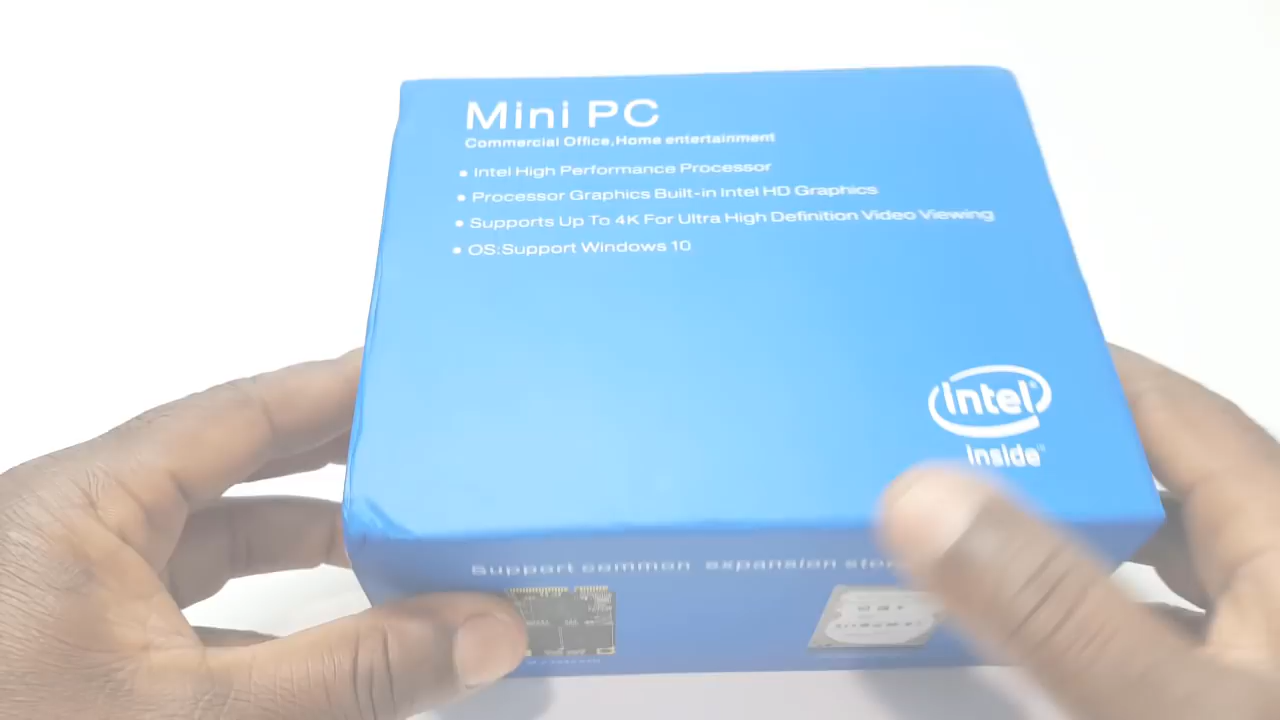 Mini PC
Commercial Office,Home entertainment
• Intel High Performance Processor
• Processor Graphics Built-in Intel HD Graphics
• Supports Up To 4K For Ultra High Definition Video Viewing
• OS:Support Windows 10
intel®
inside™
Support common expansion